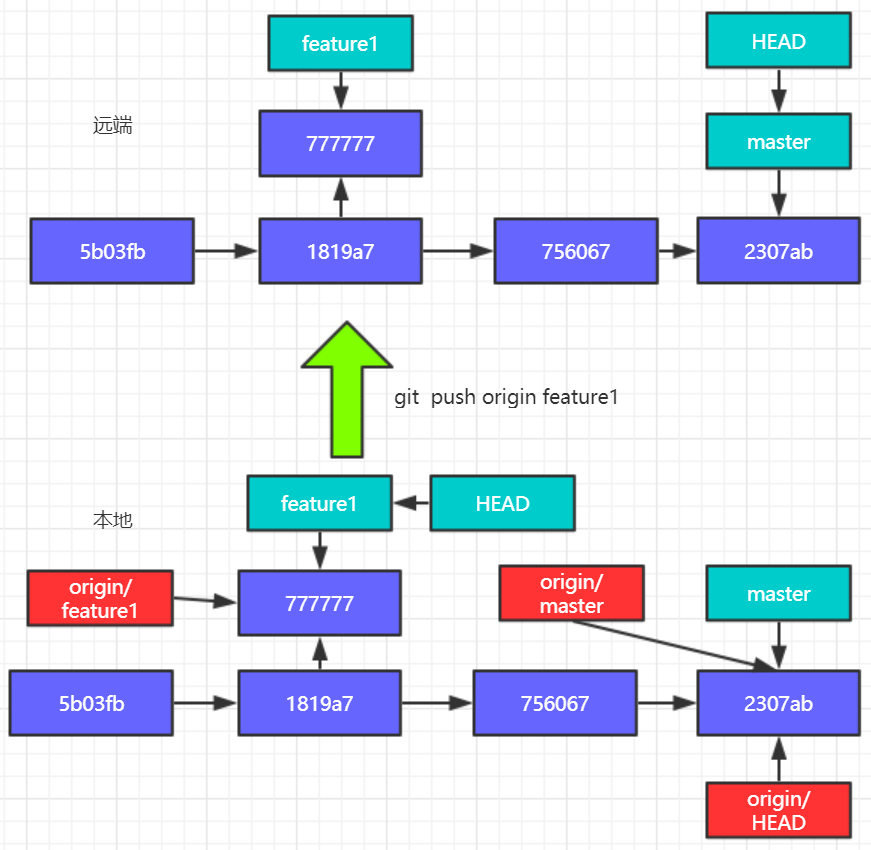 feature1
HEAD
远端
777777
master
5b03fb
1819a7
756067
2307ab
git  push origin feature1
feature1
HEAD
本地
origin/
feature1
777777
origin/
master
master
5b03fb
1819a7
756067
2307ab
origin/
HEAD